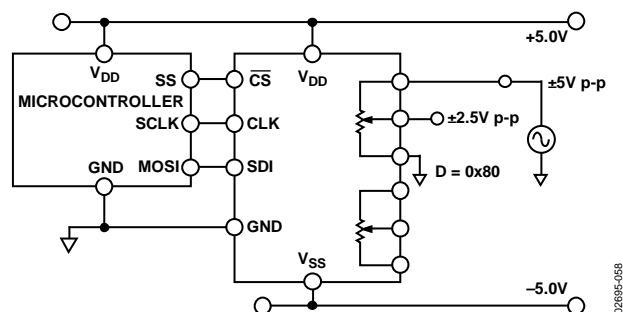 +5.0V
VDD
VDD
SS
CS
±5V p-p
MICROCONTROLLER
SCLK
CLK
±2.5V p-p
GND
MOSI
SDI
D = 0x80
GND
VSS
–5.0V
02695-058